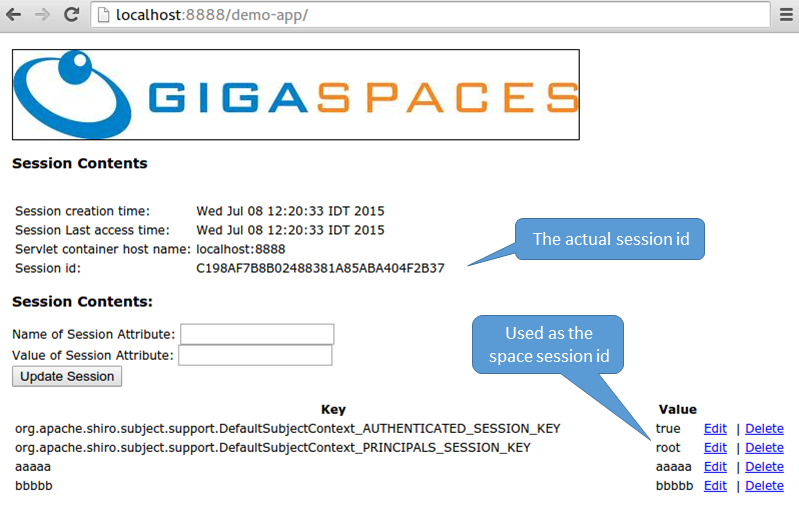 localhost:8888/demo-app/
GIGASPACES
Session Contents
Session creation time: Wed Jul 08 12:20:33 IDT 2015
Session Last access time: Wed Jul 08 12:20:33 IDT 2015
Servlet container host name: localhost:8888
Session id: C198AF7B8B02488381A85ABA404F2B37
The actual session id
Session Contents:
Name of Session Attribute:
Value of Session Attribute:
Update Session
Used as the
space session id
Key Value
org.apache.shiro.subject.support.DefaultSubjectContext_AUTHENTICATED_SESSION_KEY true Edit | Delete
org.apache.shiro.subject.support.DefaultSubjectContext_PRINCIPALS_SESSION_KEY root Edit | Delete
aaaaa aaaaa Edit | Delete
bbbbb bbbbb Edit | Delete